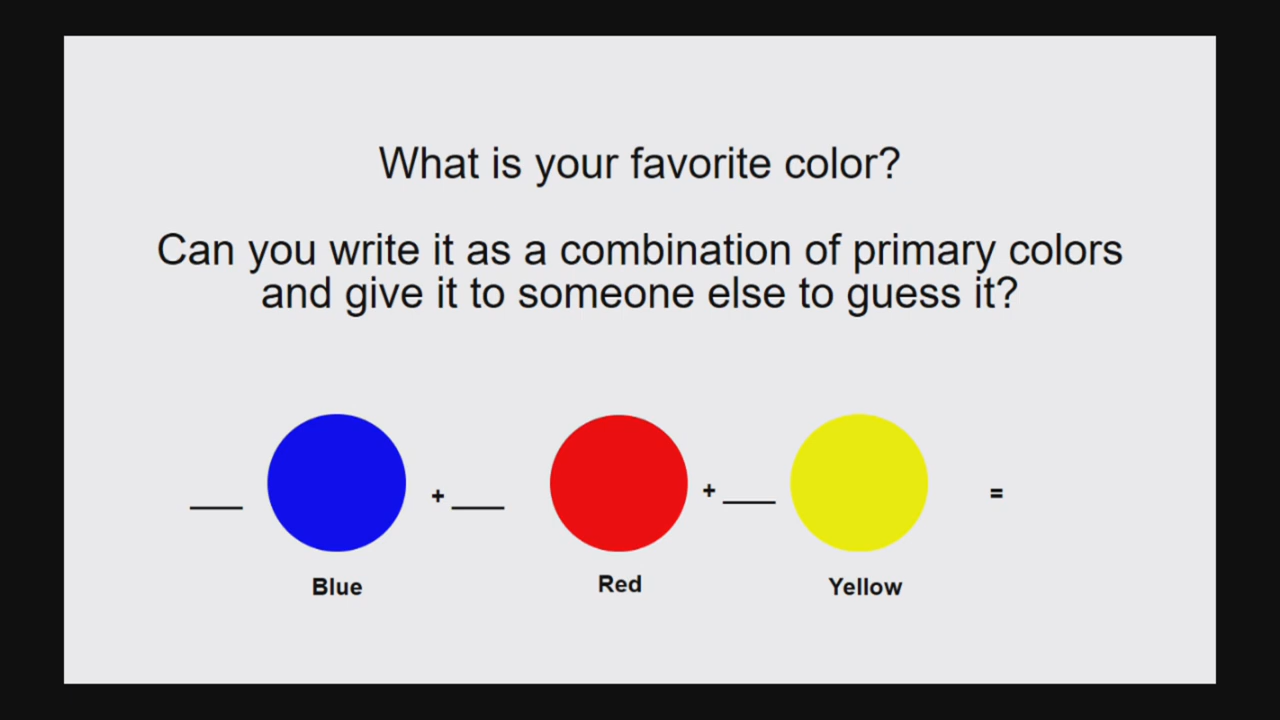 What is your favorite color?
Can you write it as a combination of primary colors
and give it to someone else to guess it?
___ + ___ + ___ =
Blue Red Yellow